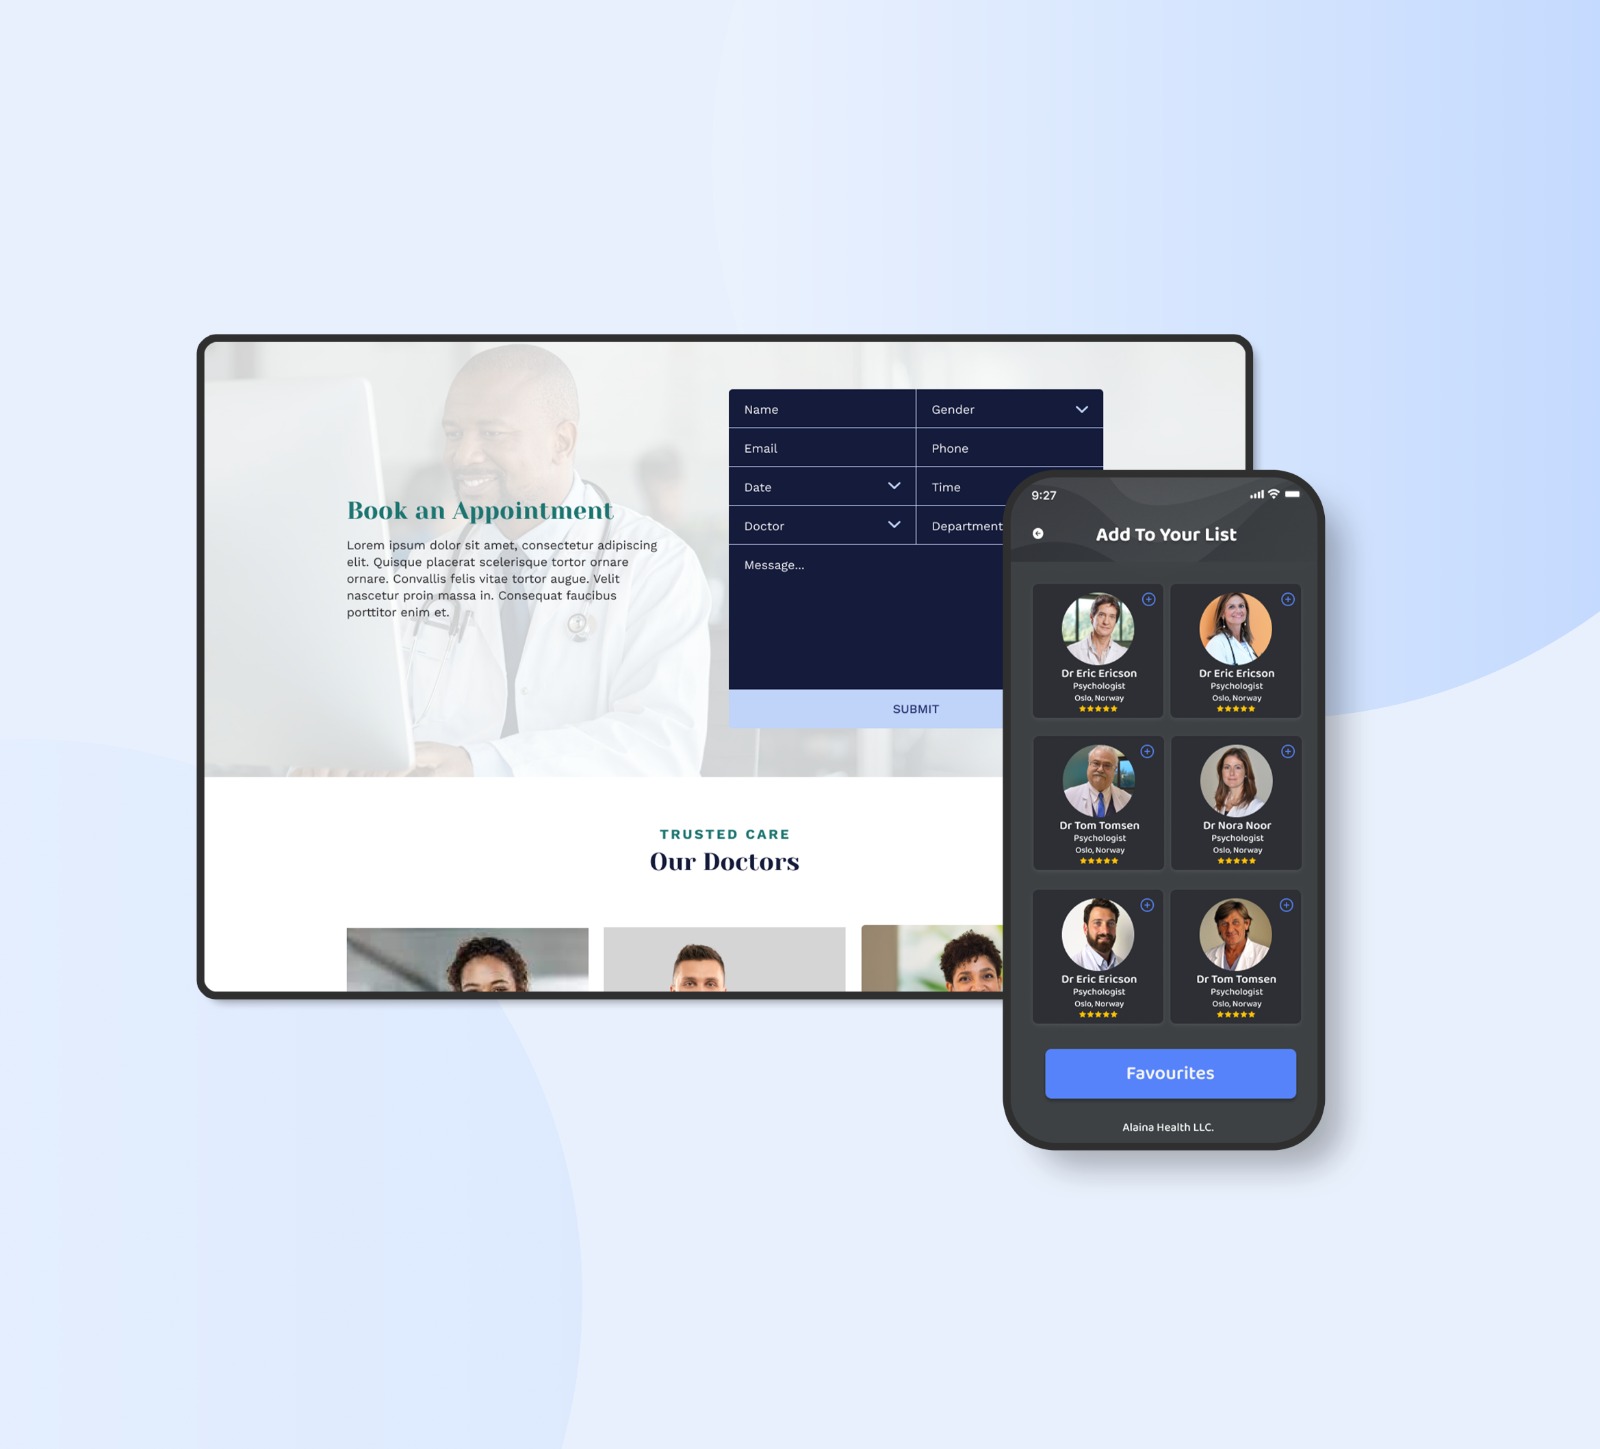 Name
Gender
Email
Phone
Date
Time
Doctor
Department
Message...
SUBMIT
Book an Appointment
Lorem ipsum dolor sit amet, consectetur adipiscing
elit. Quisque placerat scelerisque tortor ornare
ornare. Convallis felis vitae tortor augue. Velit
nascetur proin massa in. Consequat faucibus
porttitor enim et.
TRUSTED CARE
Our Doctors
9:27
Add To Your List
Dr Eric Ericson
Psychologist
Oslo, Norway
Dr Eric Ericson
Psychologist
Oslo, Norway
Dr Tom Tomsen
Psychologist
Oslo, Norway
Dr Nora Noor
Psychologist
Oslo, Norway
Dr Eric Ericson
Psychologist
Oslo, Norway
Dr Tom Tomsen
Psychologist
Oslo, Norway
Favourites
Alaina Health LLC.